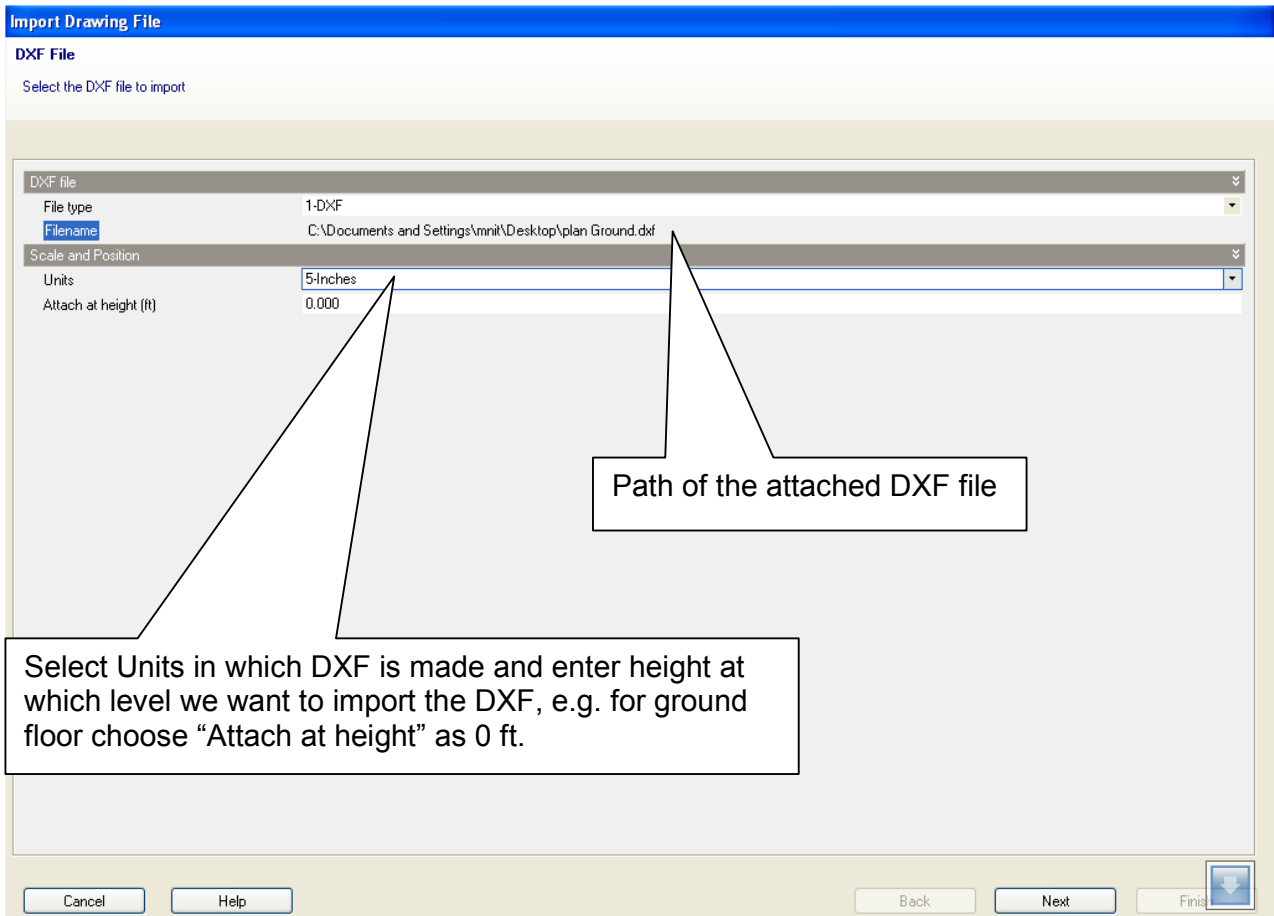 Import Drawing File
DXF File
Select the DXF file to import
DXF file
File type 1-DXF
Filename C:\Documents and Settings\mnit\Desktop\plan Ground.dxf
Scale and Position
Units 5-Inches
Attach at height (ft) 0.000
Path of the attached DXF file
Select Units in which DXF is made and enter height at
which level we want to import the DXF, e.g. for ground
floor choose “Attach at height” as 0 ft.
Cancel Help Back Next Finis